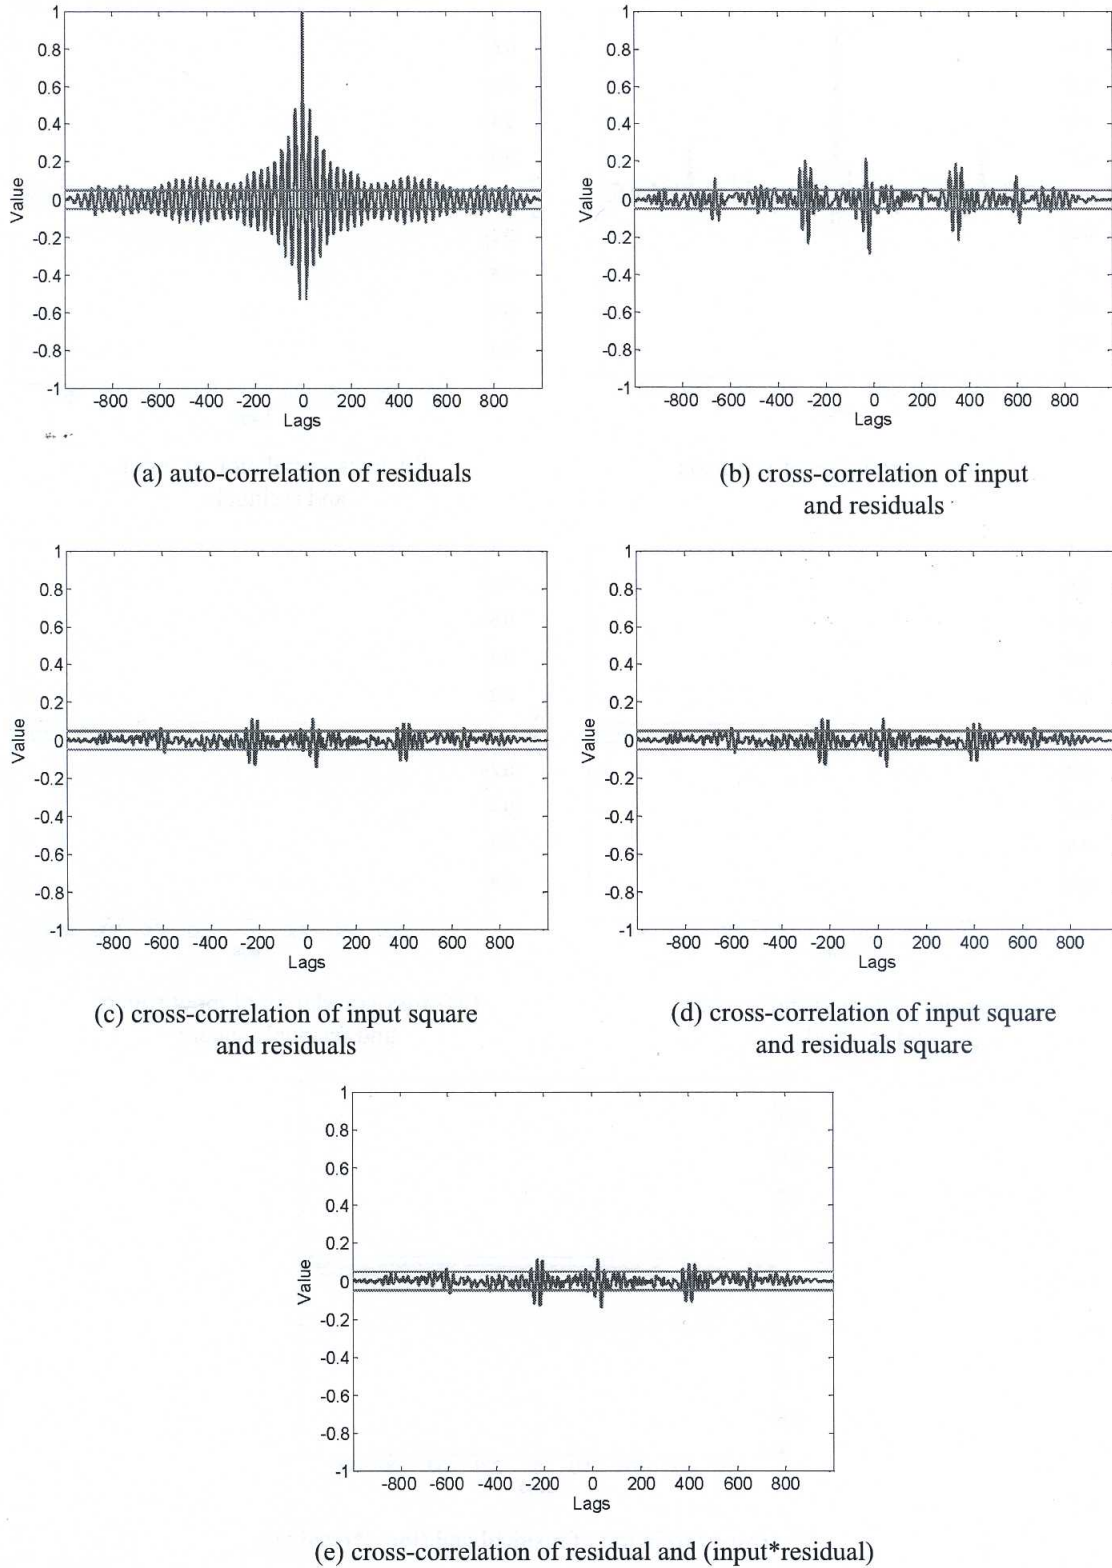 1
0.8
0.6
0.4
0.2
0
-0.2
-0.4
-0.6
-0.8
-1
Value
-800 -600 -400 -200 0 200 400 600 800
Lags
(a) auto-correlation of residuals
1
0.8
0.6
0.4
0.2
0
-0.2
-0.4
-0.6
-0.8
-1
Value
-800 -600 -400 -200 0 200 400 600 800
Lags
(b) cross-correlation of input
and residuals
1
0.8
0.6
0.4
0.2
0
-0.2
-0.4
-0.6
-0.8
-1
Value
-800 -600 -400 -200 0 200 400 600 800
Lags
(c) cross-correlation of input square
and residuals
1
0.8
0.6
0.4
0.2
0
-0.2
-0.4
-0.6
-0.8
-1
Value
-800 -600 -400 -200 0 200 400 600 800
Lags
(d) cross-correlation of input square
and residuals square
1
0.8
0.6
0.4
0.2
0
-0.2
-0.4
-0.6
-0.8
-1
Value
-800 -600 -400 -200 0 200 400 600 800
Lags
(e) cross-correlation of residual and (input*residual)